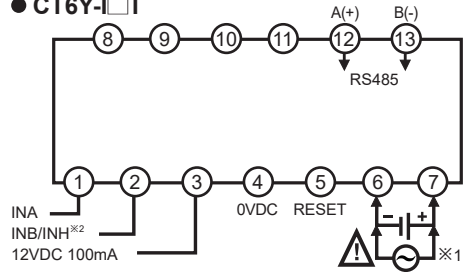 ● CT6Y-I□T
A(+) B(-)
8 9 10 11 12 13
RS485
1 2 3 4 5 6 7
INA
INB/INH※2
12VDC 100mA
0VDC RESET
- +
※1